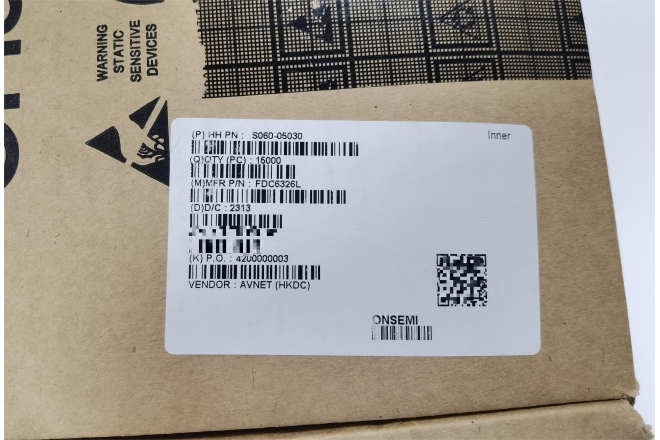 WARNING
STATIC
SENSITIVE
DEVICES
Inner
(P) HH PN : S060-05030
(Q)QTY (PC) : 15000
(M)MFR P/N : FDC6326L
(D)D/C : 2313
(K) P.O. : 4200000003
VENDOR : AVNET (HKDC)
ONSEMI